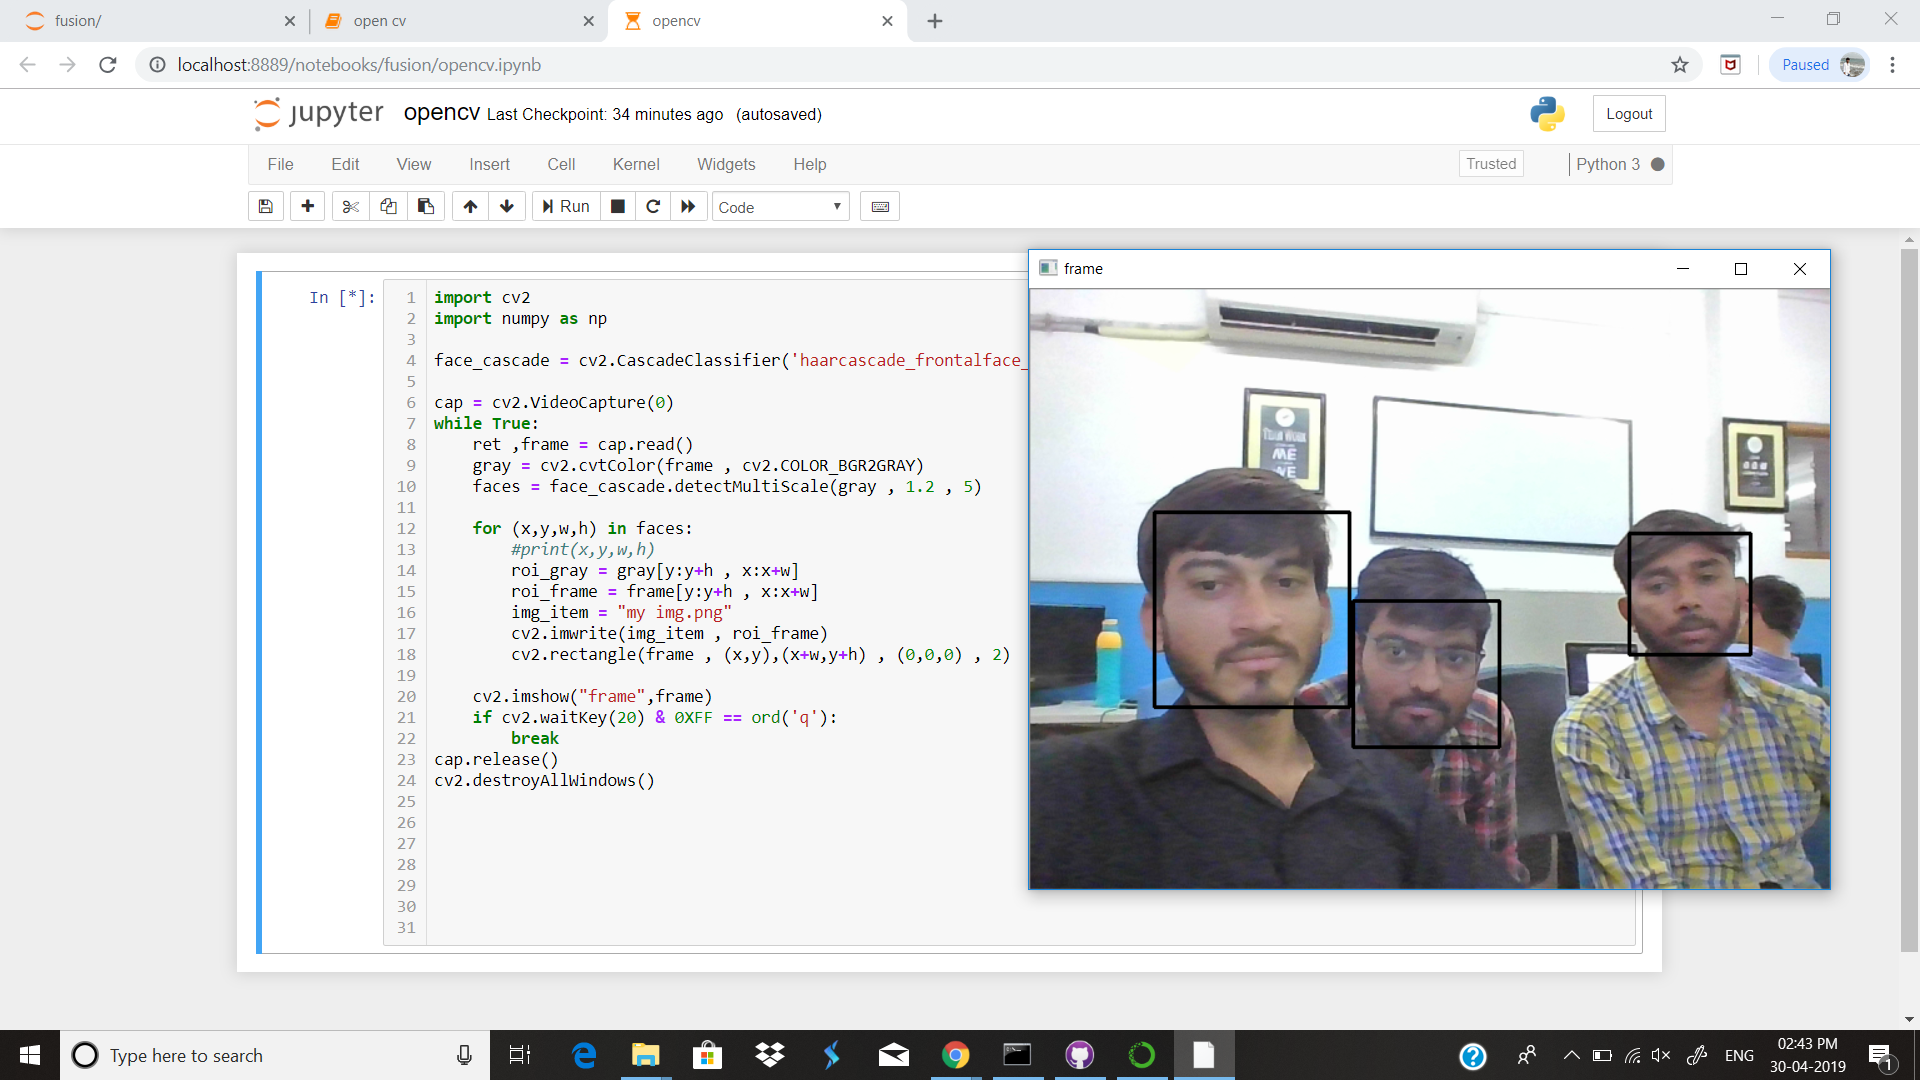 fusion/
open cv
opencv
localhost:8889/notebooks/fusion/opencv.ipynb
Paused
jupyter opencv Last Checkpoint: 34 minutes ago (autosaved)
Logout
File Edit View Insert Cell Kernel Widgets Help
Trusted
Python 3
Run
Code
frame
In [*]:
1 import cv2
2 import numpy as np
3
4 face_cascade = cv2.CascadeClassifier('haarcascade_frontalface_
5
6 cap = cv2.VideoCapture(0)
7 while True:
8 ret ,frame = cap.read()
9 gray = cv2.cvtColor(frame , cv2.COLOR_BGR2GRAY)
10 faces = face_cascade.detectMultiScale(gray , 1.2 , 5)
11
12 for (x,y,w,h) in faces:
13 #print(x,y,w,h)
14 roi_gray = gray[y:y+h , x:x+w]
15 roi_frame = frame[y:y+h , x:x+w]
16 img_item = "my img.png"
17 cv2.imwrite(img_item , roi_frame)
18 cv2.rectangle(frame , (x,y),(x+w,y+h) , (0,0,0) , 2)
19
20 cv2.imshow("frame",frame)
21 if cv2.waitKey(20) & 0XFF == ord('q'):
22 break
23 cap.release()
24 cv2.destroyAllWindows()
25
26
27
28
29
30
31
ME
WE
Type here to search
ENG
02:43 PM
30-04-2019
1